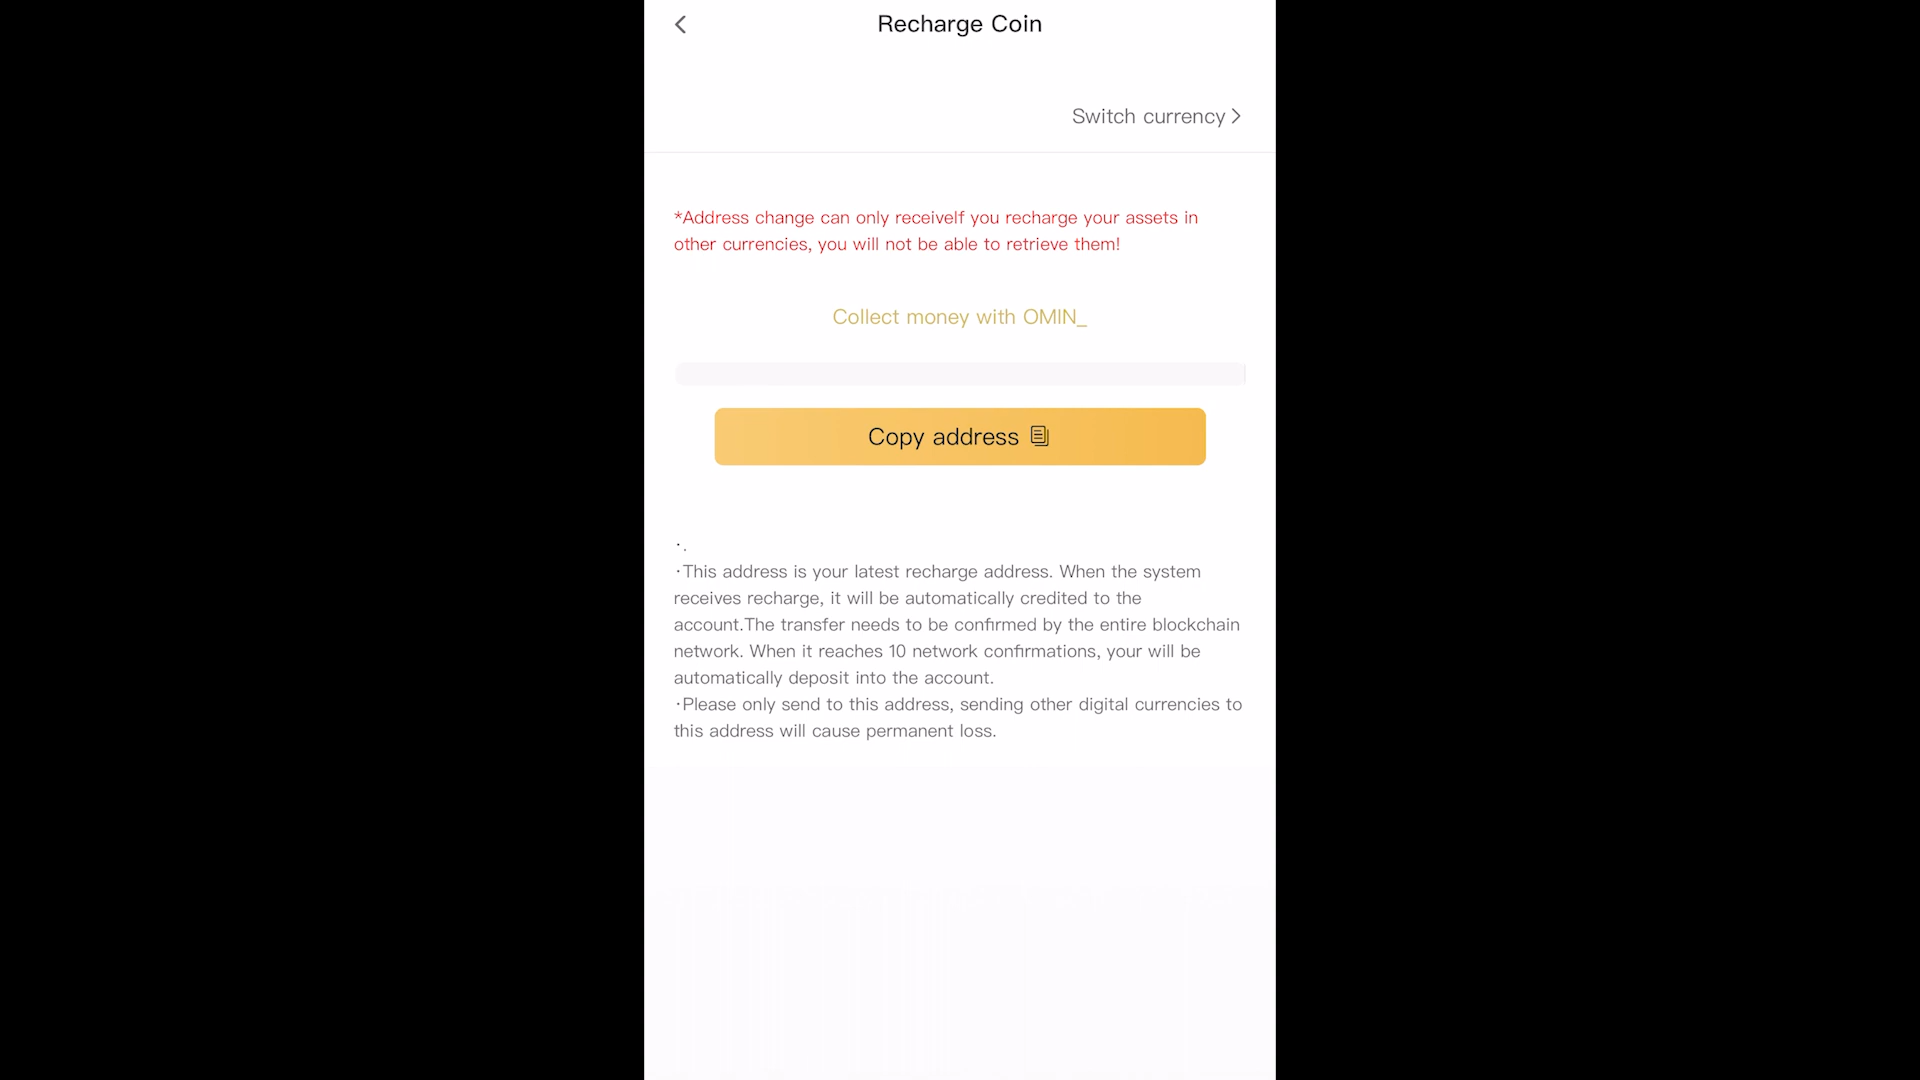 Recharge Coin
Switch currency
*Address change can only receiveIf you recharge your assets in
other currencies, you will not be able to retrieve them!
Collect money with OMIN_
Copy address
·.
·This address is your latest recharge address. When the system
receives recharge, it will be automatically credited to the
account.The transfer needs to be confirmed by the entire blockchain
network. When it reaches 10 network confirmations, your will be
automatically deposit into the account.
·Please only send to this address, sending other digital currencies to
this address will cause permanent loss.